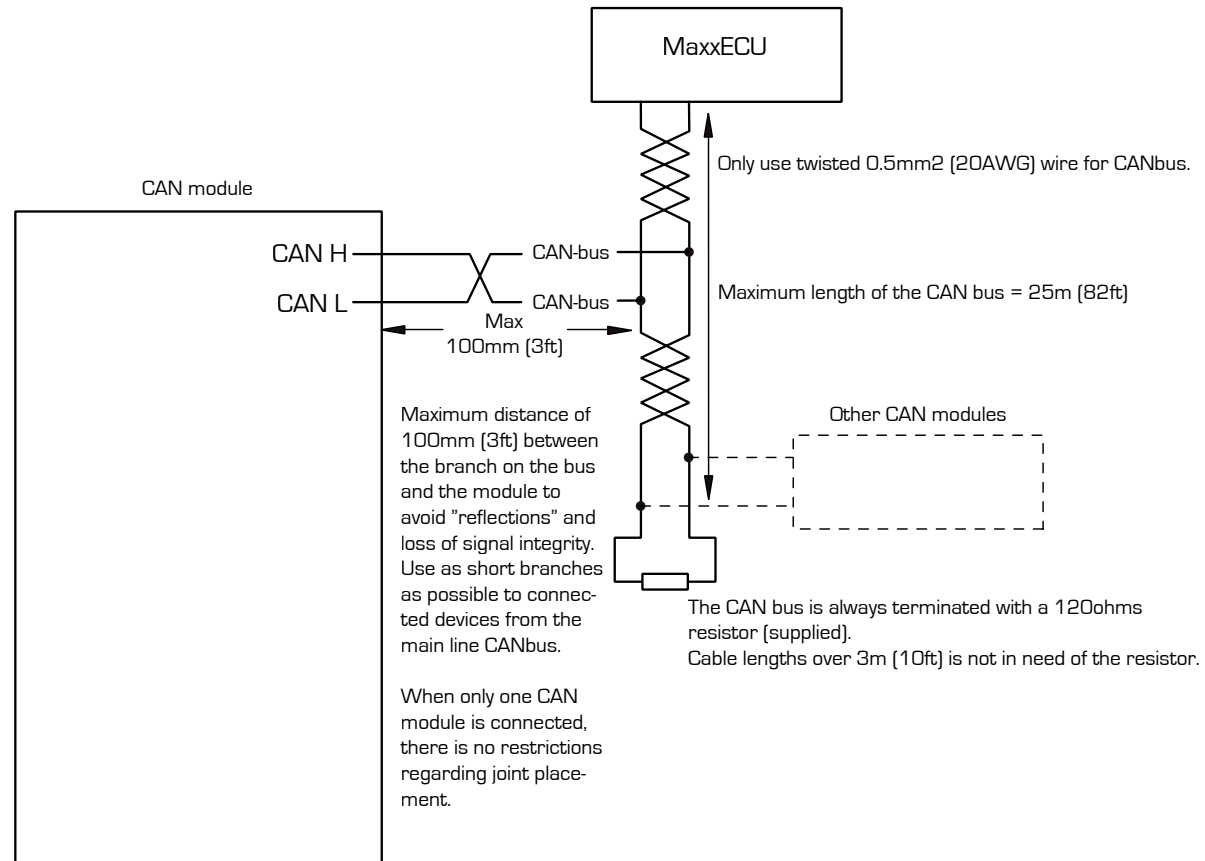 MaxxECU
Only use twisted 0.5mm2 (20AWG) wire for CANbus.
CAN module
CAN H
CAN-bus
CAN L
CAN-bus
Maximum length of the CAN bus = 25m (82ft)
Max
100mm (3ft)
Maximum distance of
100mm (3ft) between
the branch on the bus
and the module to
avoid "reflections" and
loss of signal integrity.
Use as short branches
as possible to connec-
ted devices from the
main line CANbus.
When only one CAN
module is connected,
there is no restrictions
regarding joint place-
ment.
Other CAN modules
The CAN bus is always terminated with a 120ohms
resistor (supplied).
Cable lengths over 3m (10ft) is not in need of the resistor.